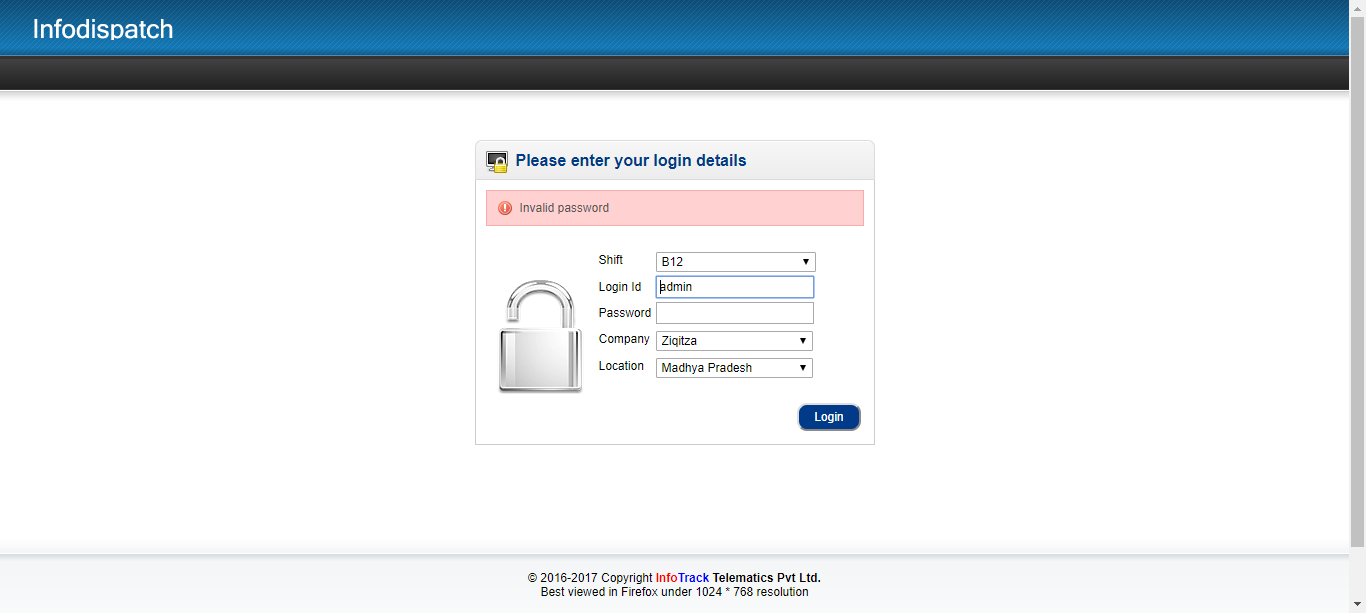 Infodispatch
Please enter your login details
Invalid password
Shift B12
Login Id admin
Password
Company Ziqitza
Location Madhya Pradesh
Login
© 2016-2017 Copyright InfoTrack Telematics Pvt Ltd.
Best viewed in Firefox under 1024 * 768 resolution